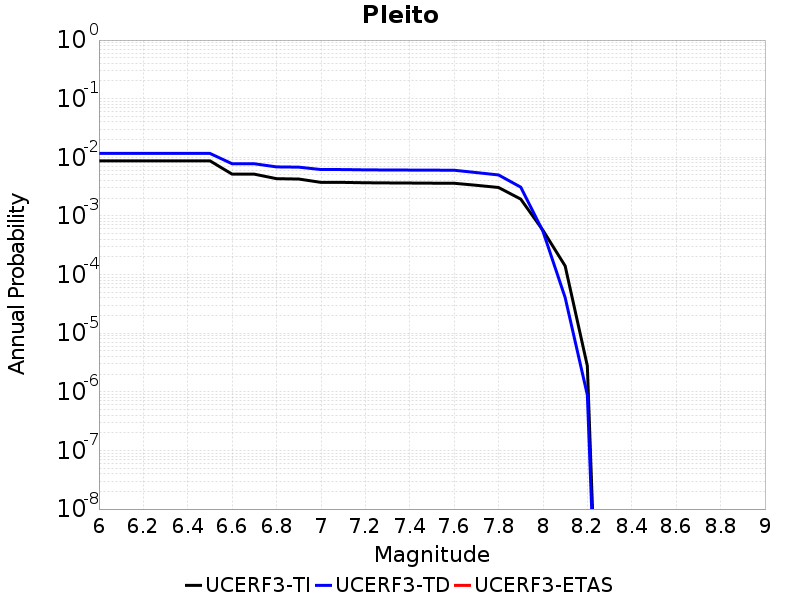 Pleito
10^0
10^-1
10^-2
10^-3
10^-4
10^-5
10^-6
10^-7
10^-8
Annual Probability
6 6.2 6.4 6.6 6.8 7 7.2 7.4 7.6 7.8 8 8.2 8.4 8.6 8.8 9
Magnitude
UCERF3-TI UCERF3-TD UCERF3-ETAS